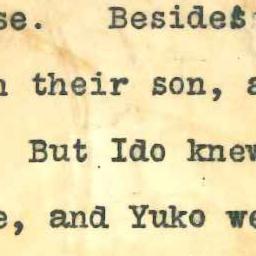 se. Besides
n their son, a
But Ido knew
e, and Yuko we